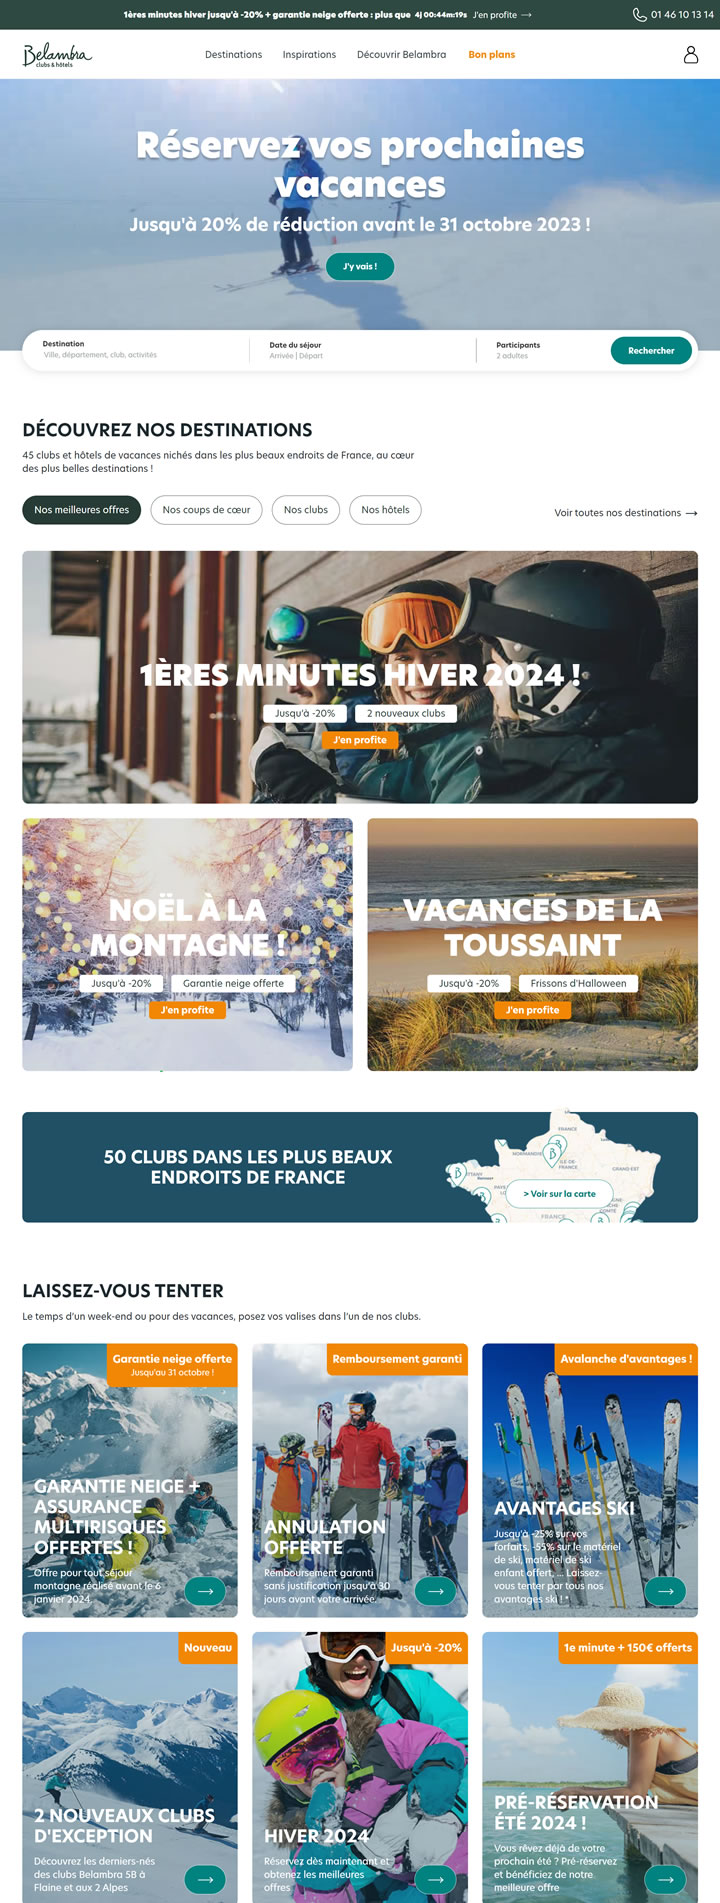 1ères minutes hiver jusqu'à -20% + garantie neige offerte : plus que 4j 00:44m:19s J'en profite → 01 46 10 13 14
Belambra
clubs & hôtels
Destinations Inspirations Découvrir Belambra Bon plans
Réservez vos prochaines
vacances
Jusqu'à 20% de réduction avant le 31 octobre 2023 !
J'y vais !
Destination Date du séjour Participants
Ville, département, club, activités Arrivée | Départ 2 adultes
Rechercher
DÉCOUVREZ NOS DESTINATIONS
45 clubs et hôtels de vacances nichés dans les plus beaux endroits de France, au cœur
des plus belles destinations !
Nos meilleures offres Nos coups de cœur Nos clubs Nos hôtels
Voir toutes nos destinations →
1ÈRES MINUTES HIVER 2024 !
Jusqu'à -20% 2 nouveaux clubs
J'en profite
NOËL À LA
MONTAGNE !
Jusqu'à -20% Garantie neige offerte
J'en profite
VACANCES DE LA
TOUSSAINT
Jusqu'à -20% Frissons d'Halloween
J'en profite
50 CLUBS DANS LES PLUS BEAUX
ENDROITS DE FRANCE
FRANCE
NORMANDIE
ILE-DE-
FRANCE
GRAND EST
> Voir sur la carte
FRANCE
LAISSEZ-VOUS TENTER
Le temps d'un week-end ou pour des vacances, posez vos valises dans l'un de nos clubs.
Garantie neige offerte
Jusqu'au 31 octobre !
GARANTIE NEIGE +
ASSURANCE
MULTIRISQUES
OFFERTES !
Offre pour tout séjour
montagne réalisé avant le 6
janvier 2024.
Remboursement garanti
ANNULATION
OFFERTE
Remboursement garanti
sans justification jusqu'à 30
jours avant votre arrivée.
Avalanche d'avantages !
AVANTAGES SKI
Jusqu'à -25% sur vos
forfaits, -55% sur le matériel
de ski, matériel de ski
enfant offert, ... Laissez-
vous tenter par tous nos
avantages ski ! *
Nouveau
2 NOUVEAUX CLUBS
D'EXCEPTION
Découvrez les derniers-nés
des clubs Belambra 5B à
Flaine et aux 2 Alpes
Jusqu'à -20%
HIVER 2024
Réservez dès maintenant et
obtenez les meilleures
offres
1e minute + 150€ offerts
PRÉ-RÉSERVATION
ÉTÉ 2024 !
Vous rêvez déjà de votre
prochain été ? Pré-réservez
et bénéficiez de notre
meilleure offre